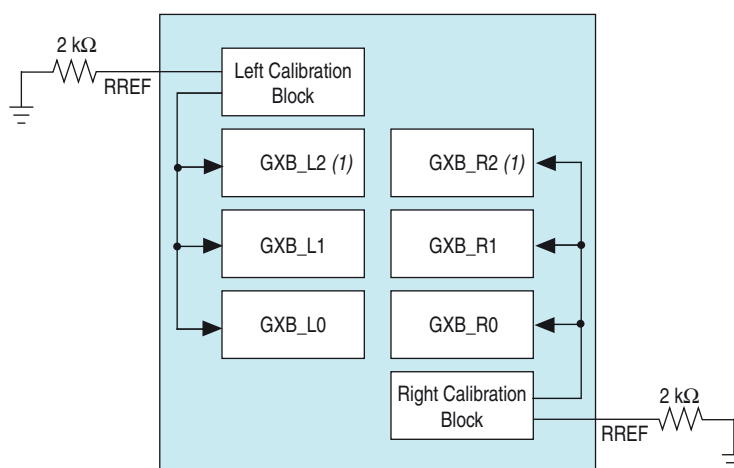 2 kΩ
RREF
Left Calibration
Block
GXB_L2 (1)
GXB_R2 (1)
GXB_L1
GXB_R1
GXB_L0
GXB_R0
Right Calibration
Block
2 kΩ
RREF